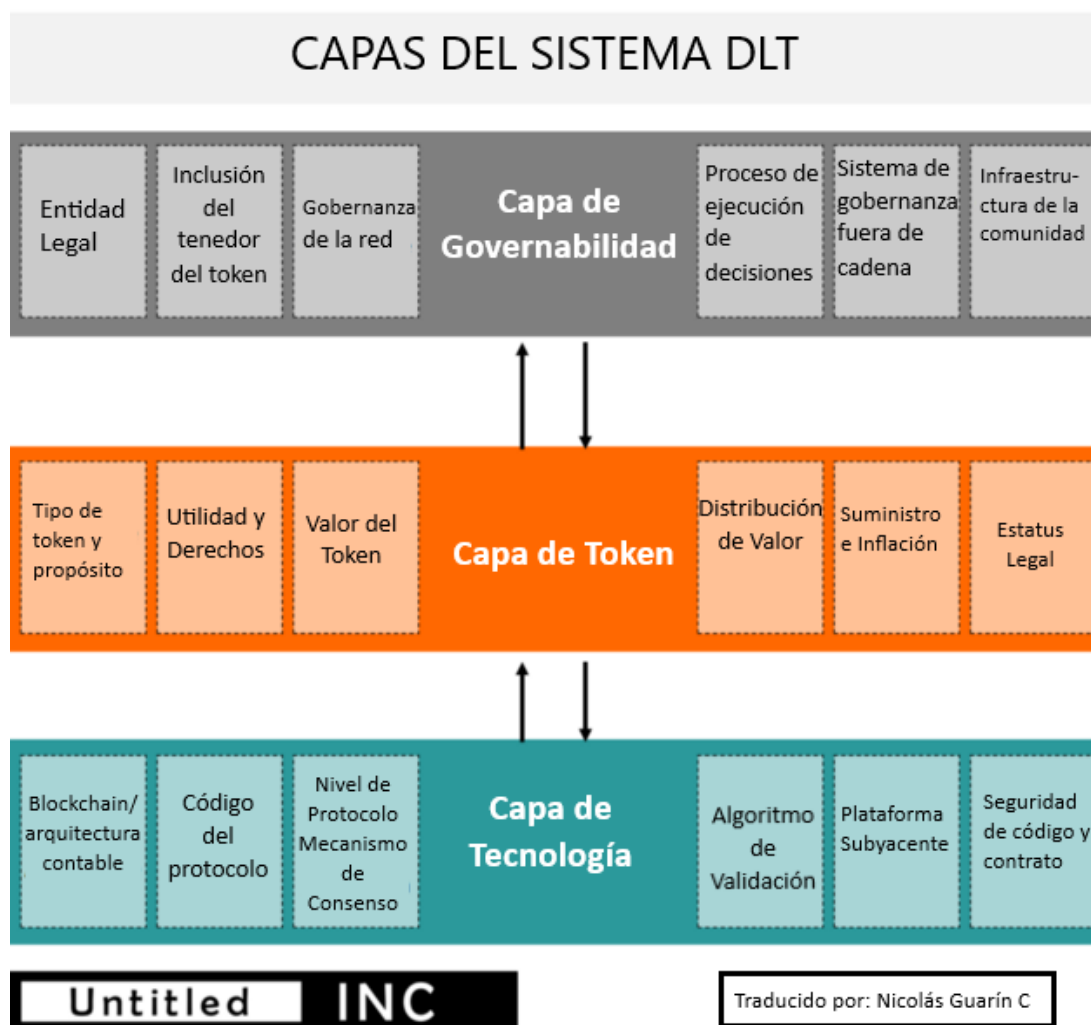 CAPAS DEL SISTEMA DLT
Entidad
Legal
Inclusión
del
tenedor
del token
Gobernanza
de la red
Capa de
Governabilidad
Proceso de
ejecución
de
decisiones
Sistema de
gobernanza
fuera de
cadena
Infraestru-
ctura de la
comunidad
Tipo de
token y
propósito
Utilidad y
Derechos
Valor del
Token
Capa de Token
Distribución
de Valor
Suministro
e Inflación
Estatus
Legal
Blockchain/
arquitectura
contable
Código
del
protocolo
Nivel de
Protocolo
Mecanismo
de
Consenso
Capa de
Tecnología
Algoritmo
de
Validación
Plataforma
Subyacente
Seguridad
de código y
contrato
Untitled INC
Traducido por: Nicolás Guarín C